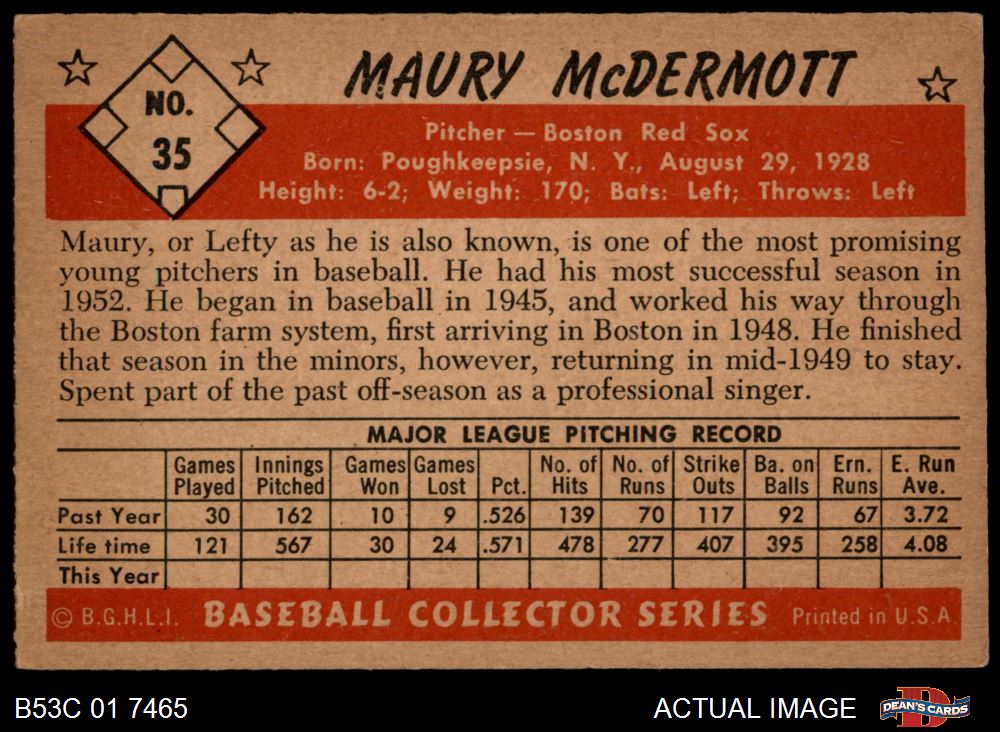 MAURY McDERMOTT
NO.
35
Pitcher — Boston Red Sox
Born: Poughkeepsie, N. Y., August 29, 1928
Height: 6-2; Weight: 170; Bats: Left; Throws: Left
Maury, or Lefty as he is also known, is one of the most promising
young pitchers in baseball. He had his most successful season in
1952. He began in baseball in 1945, and worked his way through
the Boston farm system, first arriving in Boston in 1948. He finished
that season in the minors, however, returning in mid-1949 to stay.
Spent part of the past off-season as a professional singer.
MAJOR LEAGUE PITCHING RECORD
Games Innings Games Games No. of No. of Strike Ba. on Ern. E. Run
Played Pitched Won Lost Pct. Hits Runs Outs Balls Runs Ave.
Past Year 30 162 10 9 .526 139 70 117 92 67 3.72
Life time 121 567 30 24 .571 478 277 407 395 258 4.08
This Year
© B.G.H.L.I. BASEBALL COLLECTOR SERIES Printed in U.S.A.
B53C 01 7465 ACTUAL IMAGE DEAN'S CARDS